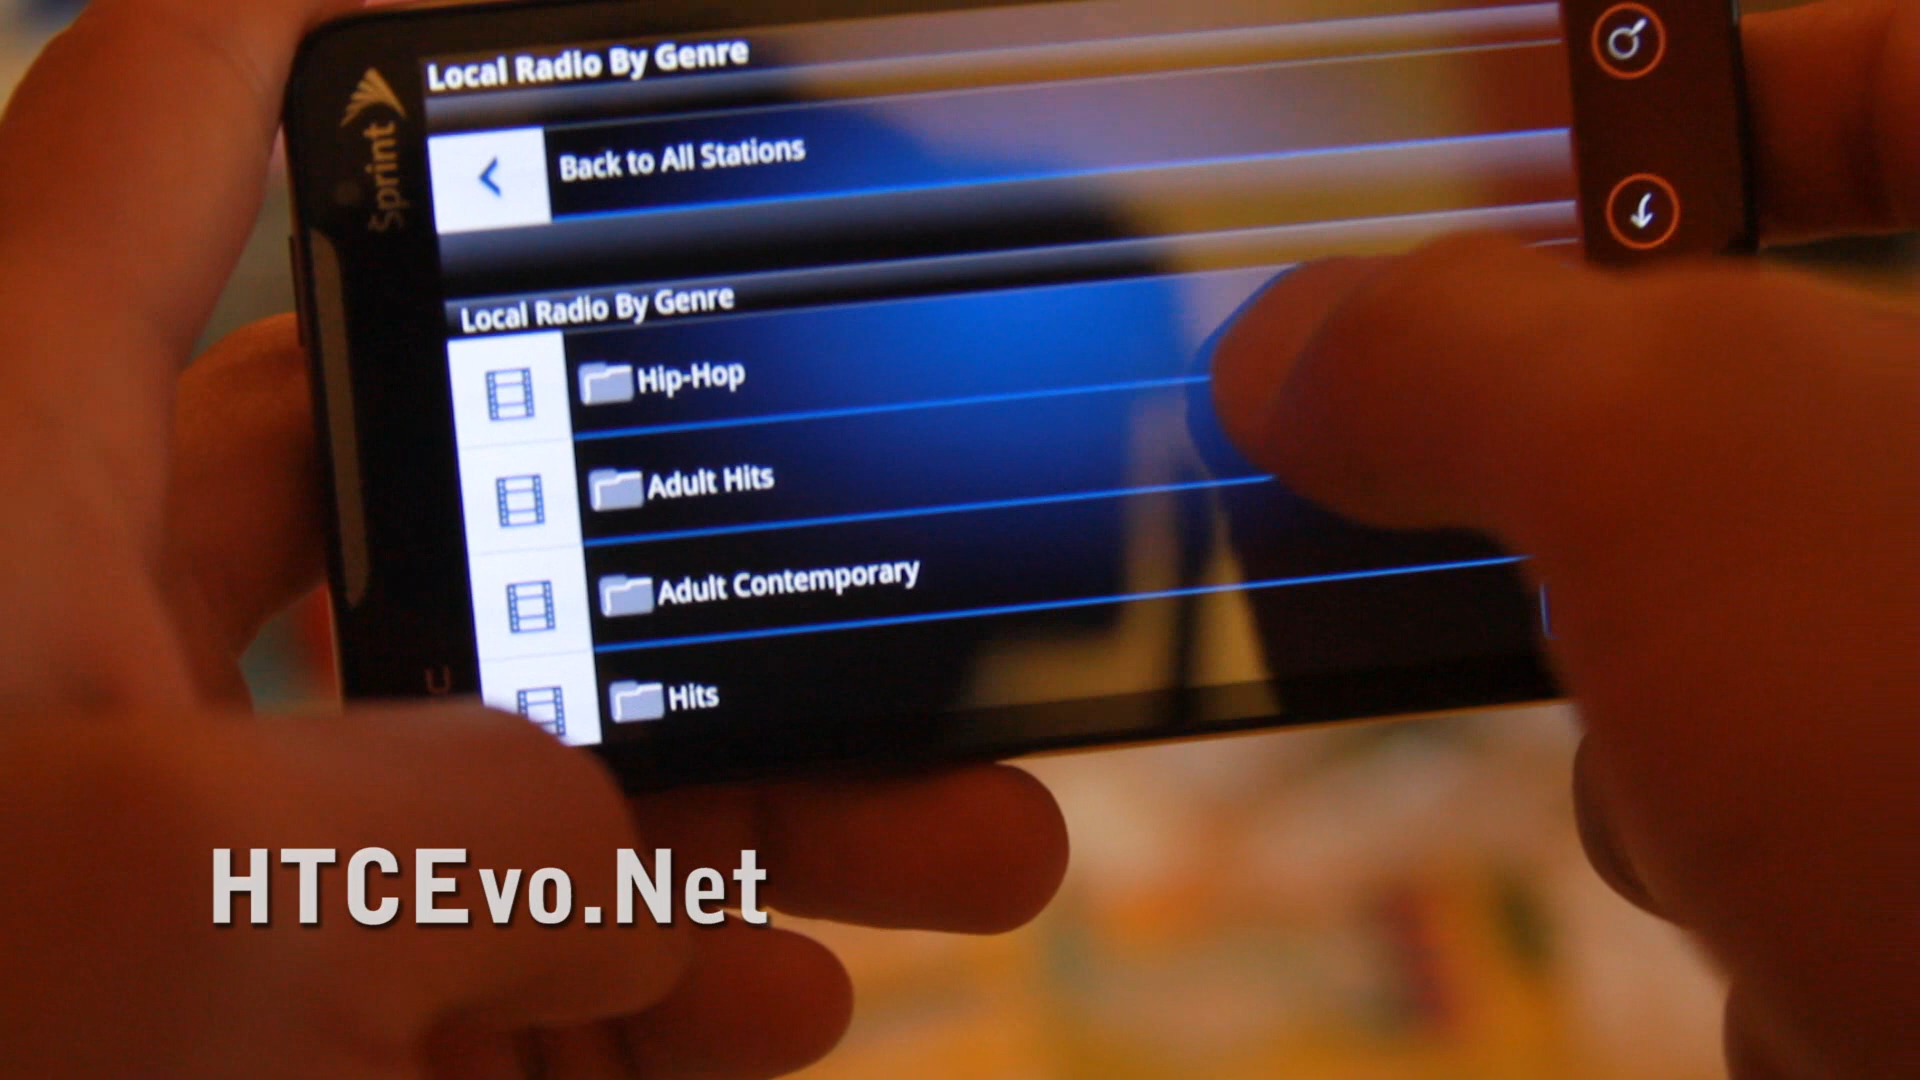 Sprint
Local Radio By Genre
Back to All Stations
Local Radio By Genre
Hip-Hop
Adult Hits
Adult Contemporary
Hits
HTCEvo.Net